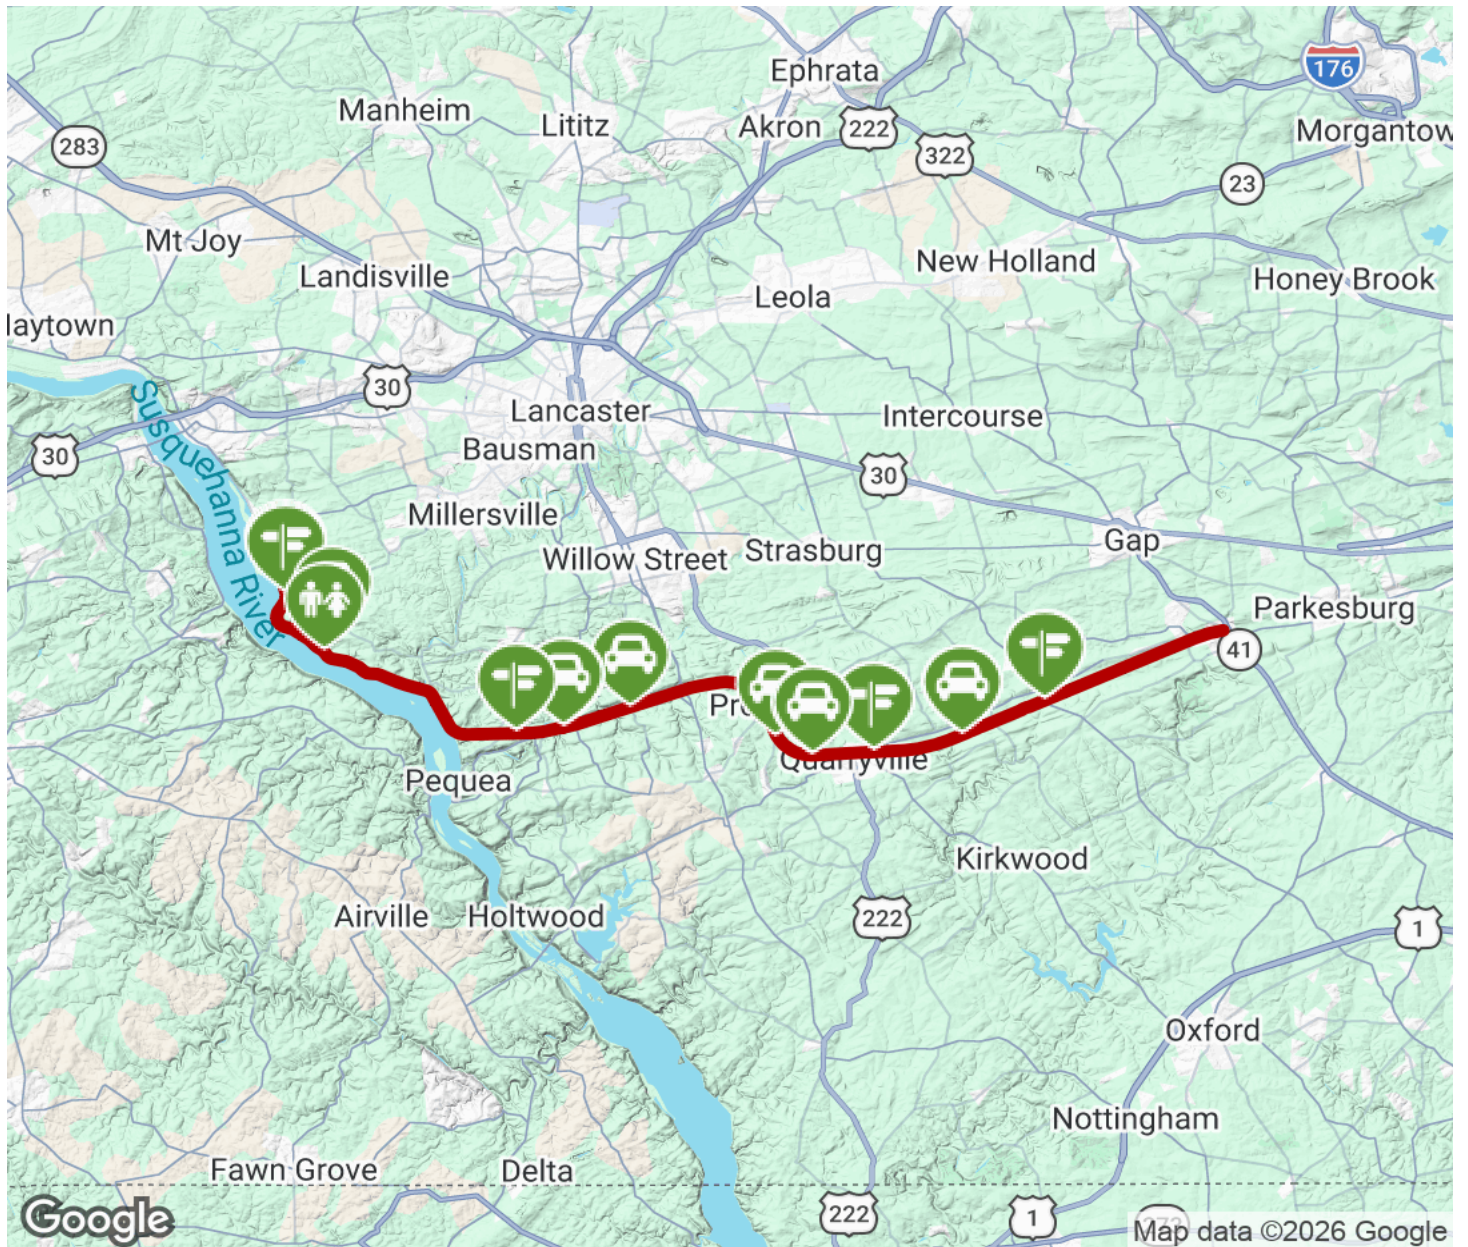 Ephrata
176
Manheim
Lititz
Akron
222
Morgantow
283
322
23
Mt Joy
New Holland
Landisville
Honey Brook
Leola
laytown
30
Susquehanna River
Lancaster
Intercourse
30
Bausman
30
Millersville
Gap
Willow Street
Strasburg
Parkesburg
41
Pr
Quarryville
Pequea
Kirkwood
Airville
Holtwood
222
1
Oxford
Nottingham
Fawn Grove
Delta
222
1
Google
Map data ©2026 Google